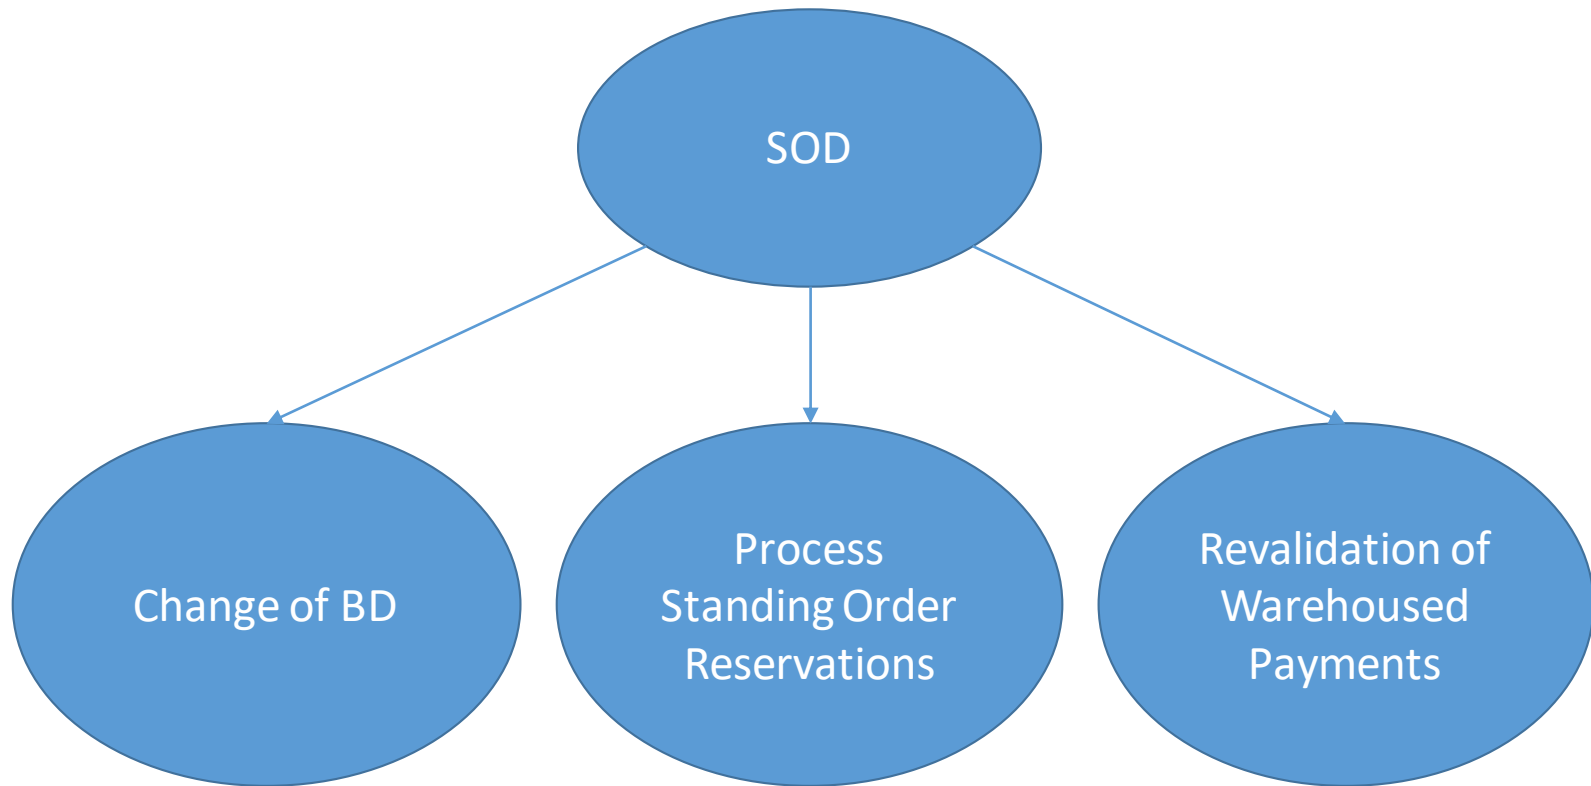 SOD
Change of BD
Process
Standing Order
Reservations
Revalidation of
Warehoused
Payments